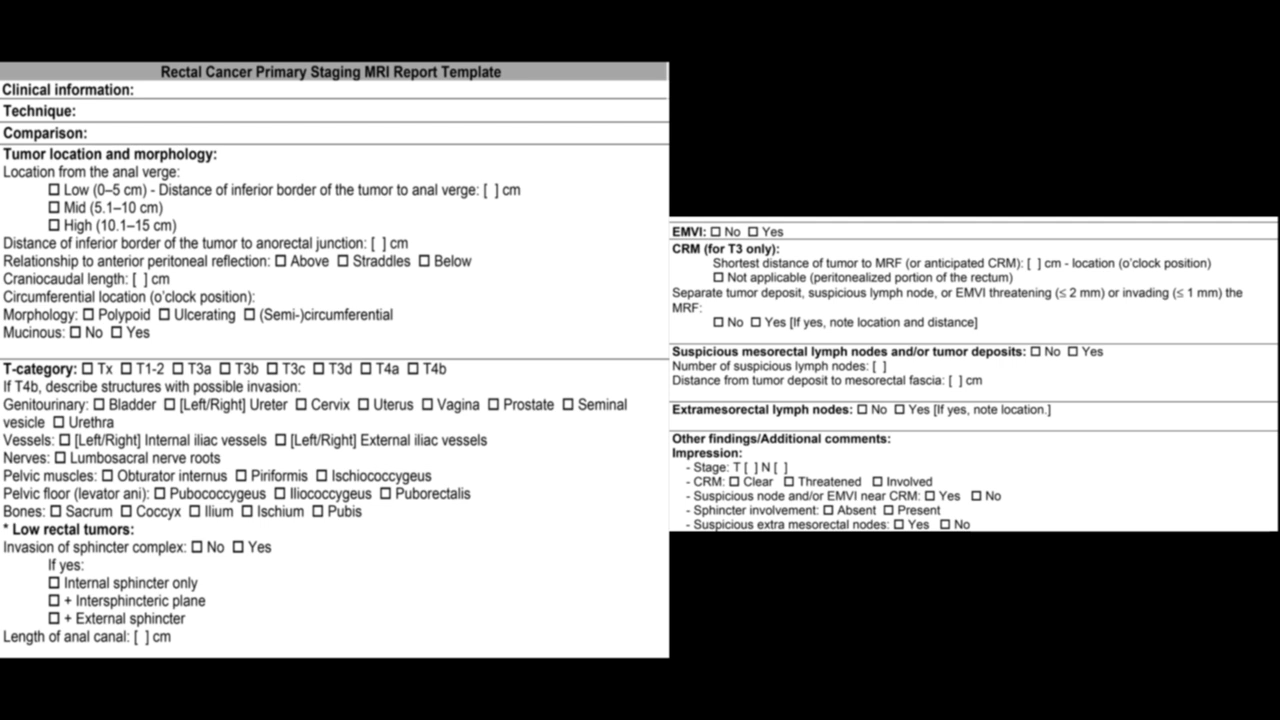 Rectal Cancer Primary Staging MRI Report Template
Clinical information:
Technique:
Comparison:
Tumor location and morphology:
Location from the anal verge:
☐ Low (0–5 cm) - Distance of inferior border of the tumor to anal verge: [ ] cm
☐ Mid (5.1–10 cm)
☐ High (10.1–15 cm)
Distance of inferior border of the tumor to anorectal junction: [ ] cm
Relationship to anterior peritoneal reflection: ☐ Above ☐ Straddles ☐ Below
Craniocaudal length: [ ] cm
Circumferential location (o'clock position):
Morphology: ☐ Polypoid ☐ Ulcerating ☐ (Semi-)circumferential
Mucinous: ☐ No ☐ Yes
T-category: ☐ Tx ☐ T1-2 ☐ T3a ☐ T3b ☐ T3c ☐ T3d ☐ T4a ☐ T4b
If T4b, describe structures with possible invasion:
Genitourinary: ☐ Bladder ☐ [Left/Right] Ureter ☐ Cervix ☐ Uterus ☐ Vagina ☐ Prostate ☐ Seminal
vesicle ☐ Urethra
Vessels: ☐ [Left/Right] Internal iliac vessels ☐ [Left/Right] External iliac vessels
Nerves: ☐ Lumbosacral nerve roots
Pelvic muscles: ☐ Obturator internus ☐ Piriformis ☐ Ischiococcygeus
Pelvic floor (levator ani): ☐ Pubococcygeus ☐ Iliococcygeus ☐ Puborectalis
Bones: ☐ Sacrum ☐ Coccyx ☐ Ilium ☐ Ischium ☐ Pubis
* Low rectal tumors:
Invasion of sphincter complex: ☐ No ☐ Yes
If yes:
☐ Internal sphincter only
☐ + Intersphincteric plane
☐ + External sphincter
Length of anal canal: [ ] cm
EMVI: ☐ No ☐ Yes
CRM (for T3 only):
Shortest distance of tumor to MRF (or anticipated CRM): [ ] cm - location (o'clock position)
☐ Not applicable (peritonealized portion of the rectum)
Separate tumor deposit, suspicious lymph node, or EMVI threatening (≤ 2 mm) or invading (≤ 1 mm) the
MRF:
☐ No ☐ Yes [If yes, note location and distance]
Suspicious mesorectal lymph nodes and/or tumor deposits: ☐ No ☐ Yes
Number of suspicious lymph nodes: [ ]
Distance from tumor deposit to mesorectal fascia: [ ] cm
Extramesorectal lymph nodes: ☐ No ☐ Yes [If yes, note location.]
Other findings/Additional comments:
Impression:
- Stage: T [ ] N [ ]
- CRM: ☐ Clear ☐ Threatened ☐ Involved
- Suspicious node and/or EMVI near CRM: ☐ Yes ☐ No
- Sphincter involvement: ☐ Absent ☐ Present
- Suspicious extra mesorectal nodes: ☐ Yes ☐ No